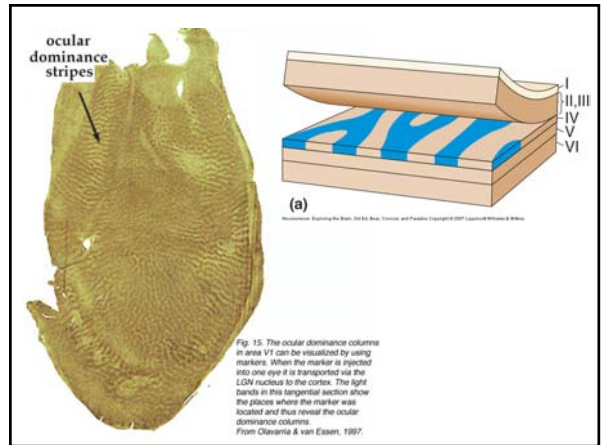 ocular
dominance
stripes
I
II,III
IV
V
VI
(a)
Neuroscience: Exploring the Brain, 3rd Ed, Bear, Connors, and Paradiso Copyright © 2007 Lippincott Williams & Wilkins
Fig. 15. The ocular dominance columns
in area V1 can be visualized by using
markers. When the marker is injected
into one eye it is transported via the
LGN nucleus to the cortex. The light
bands in this tangential section show
the places where the marker was
located and thus reveal the ocular
dominance columns.
From Olavarria & van Essen, 1997.